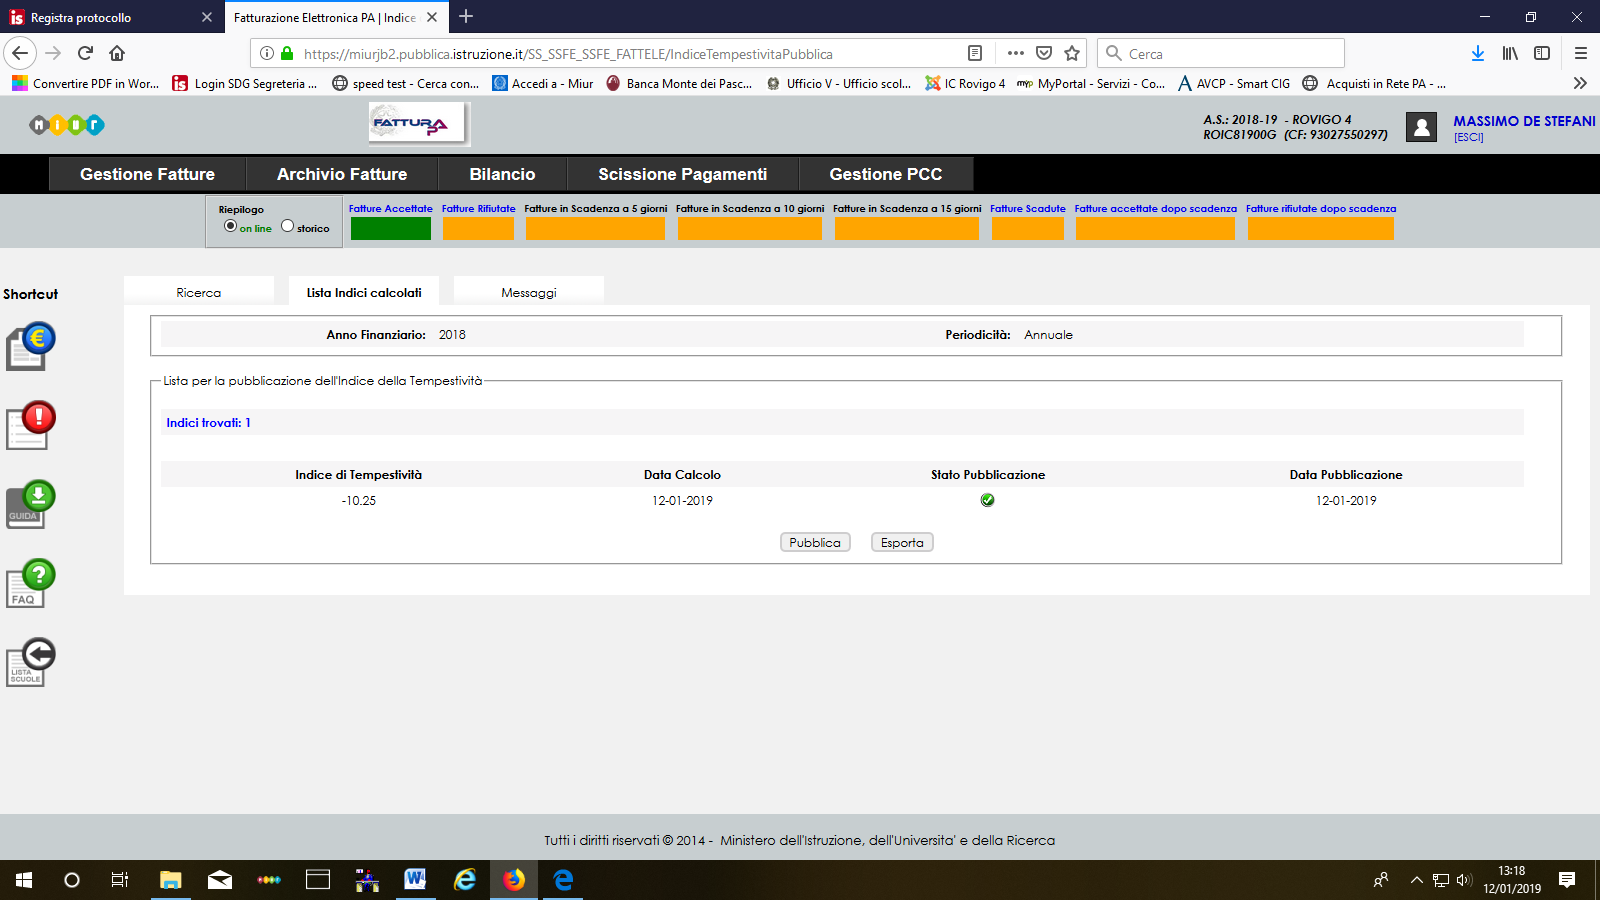 Registra protocollo
Fatturazione Elettronica PA | Indice
https://miurjb2.pubblica.istruzione.it/SS_SSFE_SSFE_FATTELE/IndiceTempestivitaPubblica
Cerca
Convertire PDF in Wor... Login SDG Segreteria ... speed test - Cerca con... Accedi a - Miur Banca Monte dei Pasc... Ufficio V - Ufficio scol... IC Rovigo 4 MyPortal - Servizi - Co... AVCP - Smart CIG Acquisti in Rete PA - ...
miur
FATTURAPA
A.S.: 2018-19 - ROVIGO 4
ROIC81900G (CF: 93027550297)
MASSIMO DE STEFANI
[ESCI]
Gestione Fatture Archivio Fatture Bilancio Scissione Pagamenti Gestione PCC
Riepilogo
on line storico
Fatture Accettate Fatture Rifiutate Fatture in Scadenza a 5 giorni Fatture in Scadenza a 10 giorni Fatture in Scadenza a 15 giorni Fatture Scadute Fatture accettate dopo scadenza Fatture rifiutate dopo scadenza
Shortcut
GUIDA
FAQ
LISTA
SCUOLE
Ricerca Lista Indici calcolati Messaggi
Anno Finanziario: 2018 Periodicità: Annuale
Lista per la pubblicazione dell'Indice della Tempestività
Indici trovati: 1
Indice di Tempestività Data Calcolo Stato Pubblicazione Data Pubblicazione
-10.25 12-01-2019 12-01-2019
Pubblica Esporta
Tutti i diritti riservati © 2014 - Ministero dell'Istruzione, dell'Universita' e della Ricerca
13:18
12/01/2019